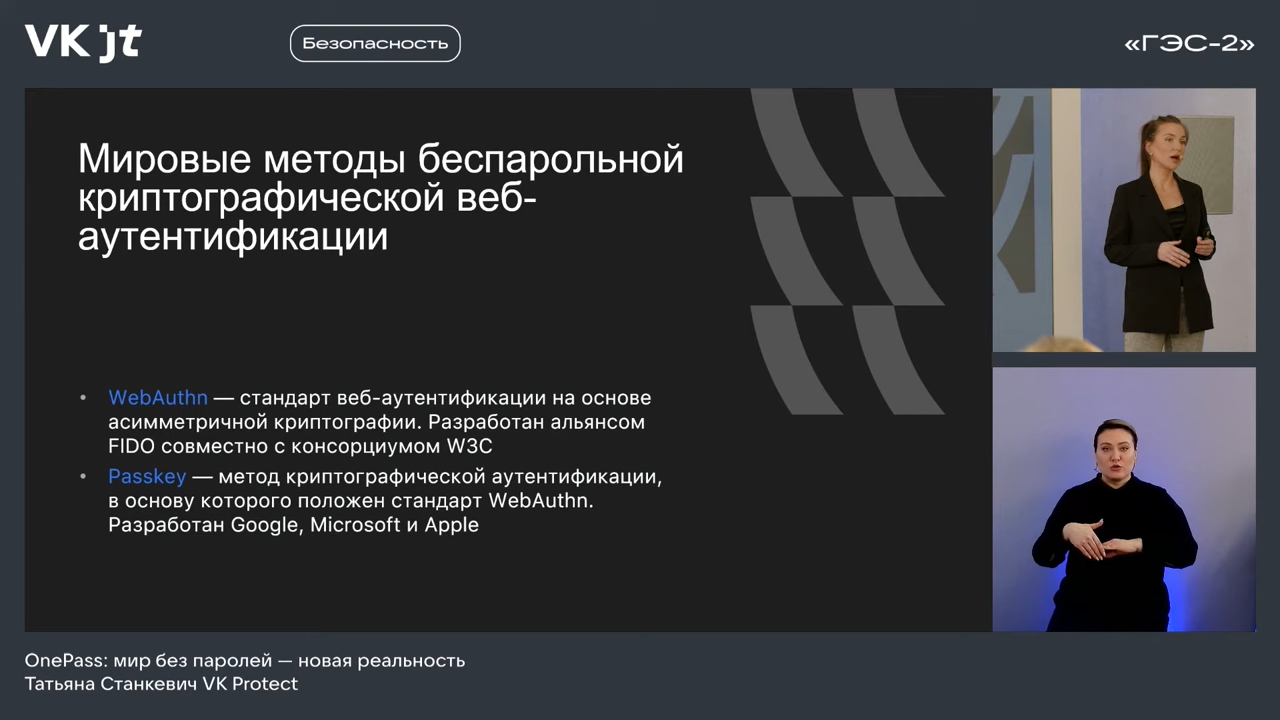 VK jt
Безопасность
«ГЭС-2»
Мировые методы беспарольной
криптографической веб-
аутентификации
• WebAuthn — стандарт веб-аутентификации на основе
асимметричной криптографии. Разработан альянсом
FIDO совместно с консорциумом W3C
• Passkey — метод криптографической аутентификации,
в основу которого положен стандарт WebAuthn.
Разработан Google, Microsoft и Apple
OnePass: мир без паролей — новая реальность
Татьяна Станкевич VK Protect